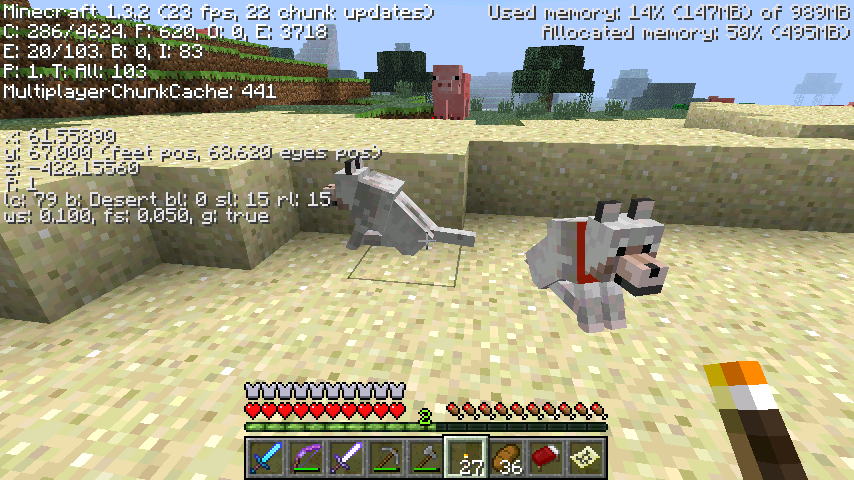 Minecraft 1.3.2 (23 fps, 22 chunk updates)
C: 286/4624, F: 620, O: 0, E: 3718
E: 20/103, B: 0, I: 83
P: 1, T: All: 103
MultiplayerChunkCache: 441
Used memory: 14% (147MB) of 989MB
Allocated memory: 50% (495MB)
x: 61.55890
y: 67.000 (feet pos, 68.620 eyes pos)
z: -422.15560
f: 1
lc: 79 b: Desert bl: 0 sl: 15 rl: 15
ws: 0.100, fs: 0.050, g: true
8
27
36